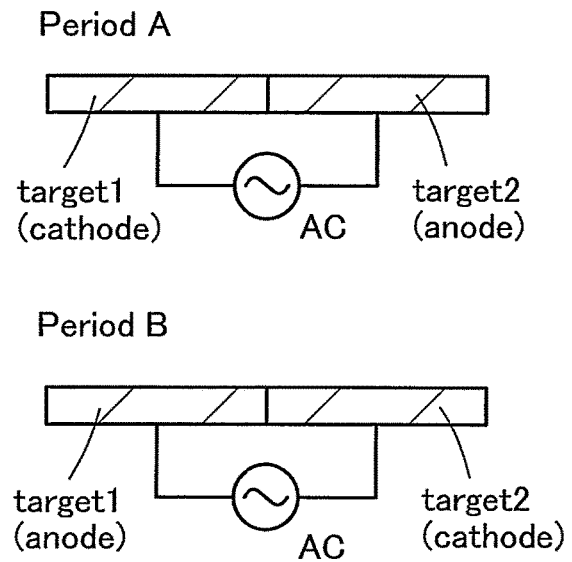 Period A
target1
(cathode)
AC
target2
(anode)
Period B
target1
(anode)
AC
target2
(cathode)